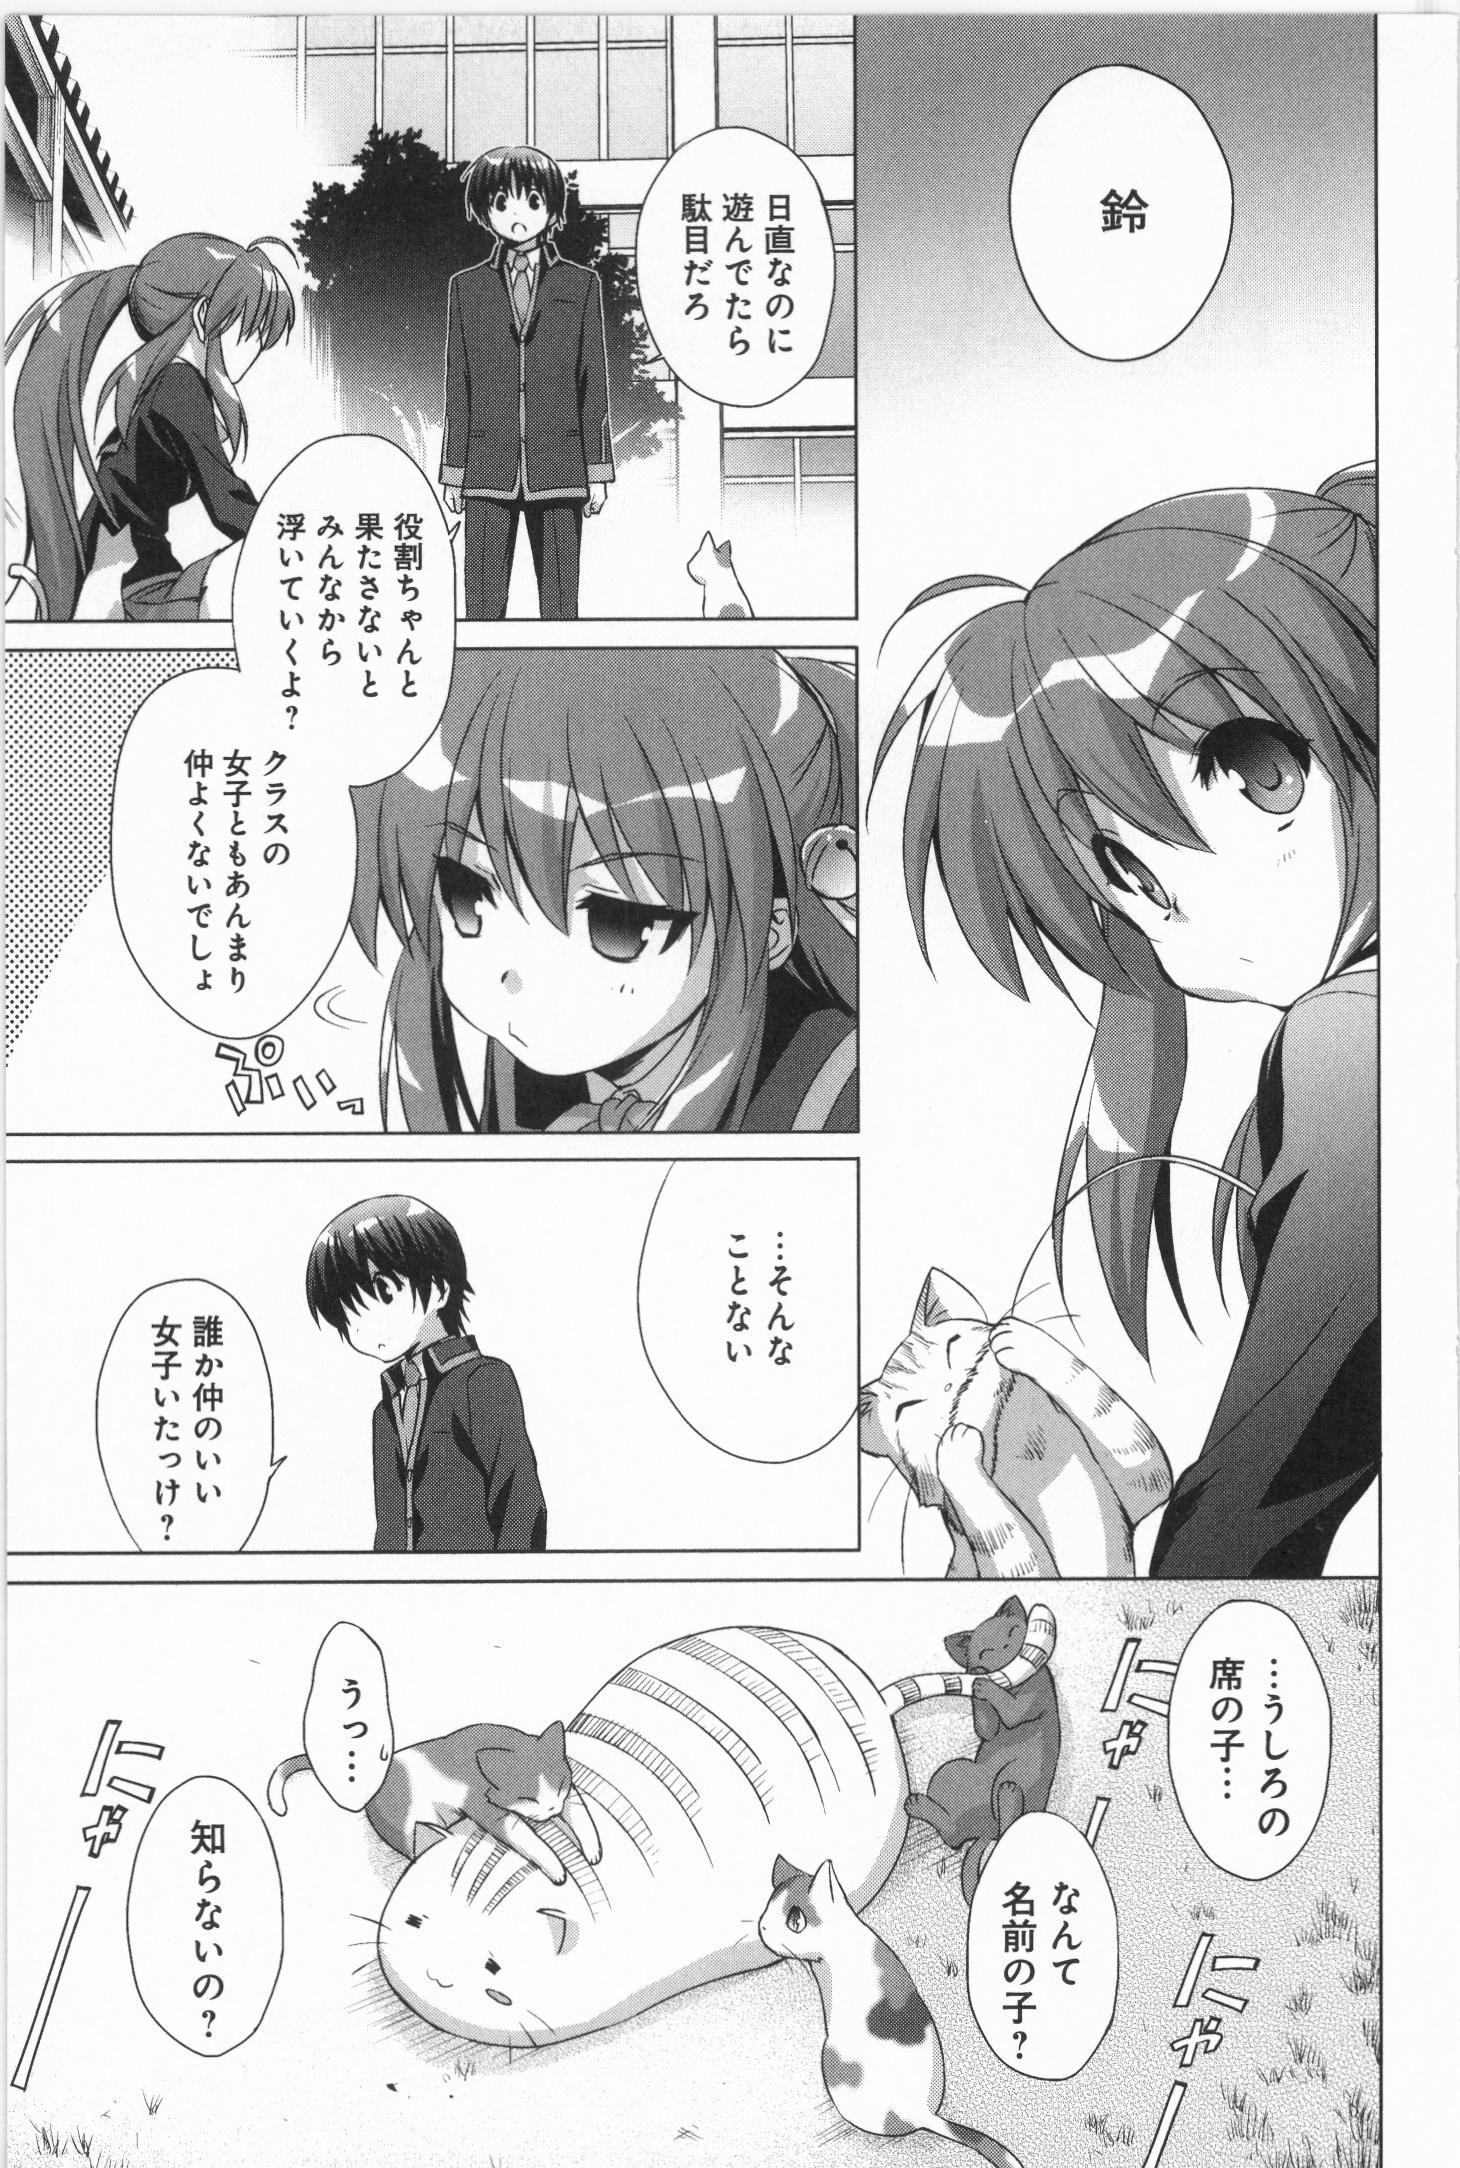 鈴
日直なのに
遊んでたら
駄目だろ
役割ちゃんと
果たさないと
みんなから
浮いていくよ?
クラスの
女子ともあんまり
仲よくないでしょ
ぷいっ
…そんな
ことない
誰か仲のいい
女子いたっけ?
…うしろの
席の子…
なんて
名前の子?
うっ…
知らないの?
にゃー
にゃー
にゃー